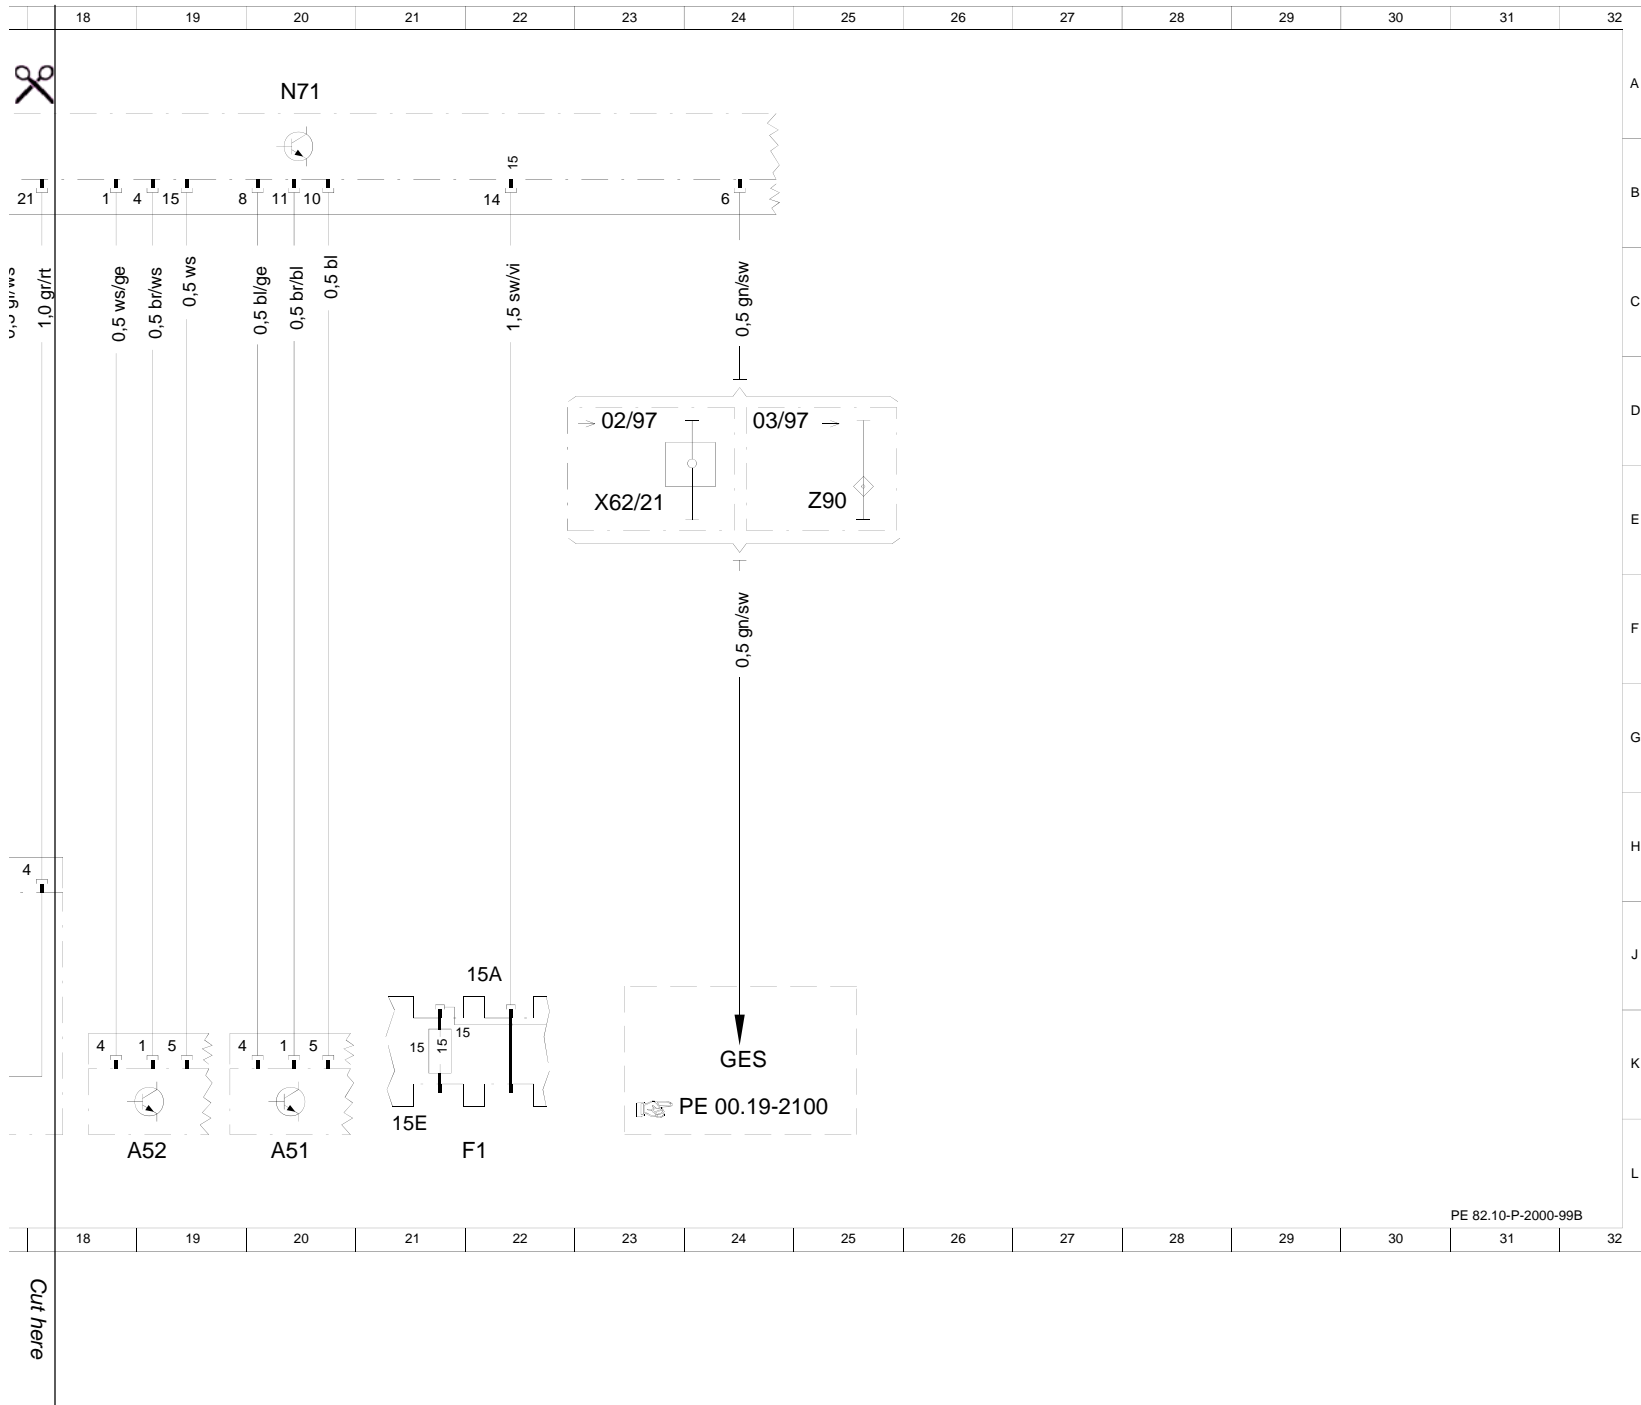 18 19 20 21 22 23 24 25 26 27 28 29 30 31 32
A
N71
15
B
21 1 4 15 8 11 10 14 6
C
1,0 gr/rt
0,5 ws/ge
0,5 br/ws
0,5 ws
0,5 bl/ge
0,5 br/bl
0,5 bl
1,5 sw/vi
0,5 gn/sw
D
02/97 03/97
X62/21 Z90
E
0,5 gn/sw
F
G
H
4
J
15A
4 1 5 4 1 5
15 15 15
K
GES
PE 00.19-2100
15E
A52 A51 F1
L
PE 82.10-P-2000-99B
18 19 20 21 22 23 24 25 26 27 28 29 30 31 32
Cut here